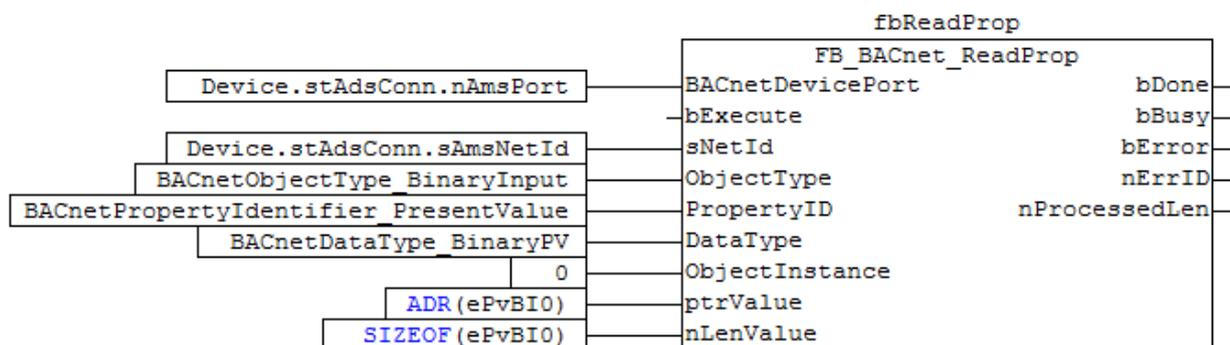 fbReadProp
FB_BACnet_ReadProp
Device.stAdsConn.nAmsPort BACnetDevicePort bDone
bExecute bBusy
Device.stAdsConn.sAmsNetId sNetId bError
BACnetObjectType_BinaryInput ObjectType nErrID
BACnetPropertyIdentifier_PresentValue PropertyID nProcessedLen
BACnetDataType_BinaryPV DataType
0 ObjectInstance
ADR(ePvBI0) ptrValue
SIZEOF(ePvBI0) nLenValue